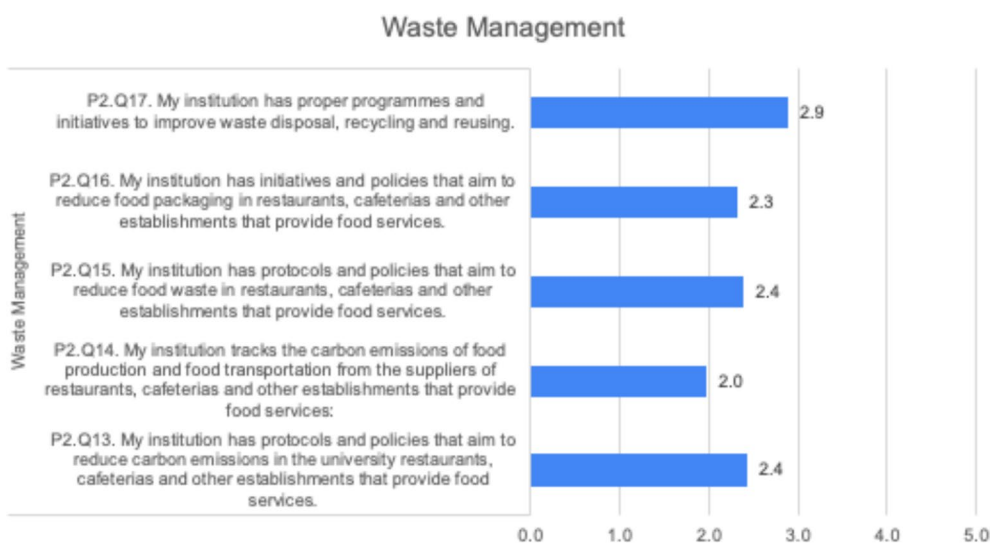 Waste Management
Waste Management
P2.Q17. My institution has proper programmes and
initiatives to improve waste disposal, recycling and reusing.
2.9
P2.Q16. My institution has initiatives and policies that aim to
reduce food packaging in restaurants, cafeterias and other
establishments that provide food services.
2.3
P2.Q15. My institution has protocols and policies that aim to
reduce food waste in restaurants, cafeterias and other
establishments that provide food services.
2.4
P2.Q14. My institution tracks the carbon emissions of food
production and food transportation from the suppliers of
restaurants, cafeterias and other establishments that provide
food services:
2.0
P2.Q13. My institution has protocols and policies that aim to
reduce carbon emissions in the university restaurants,
cafeterias and other establishments that provide food
services.
2.4
0.0 1.0 2.0 3.0 4.0 5.0